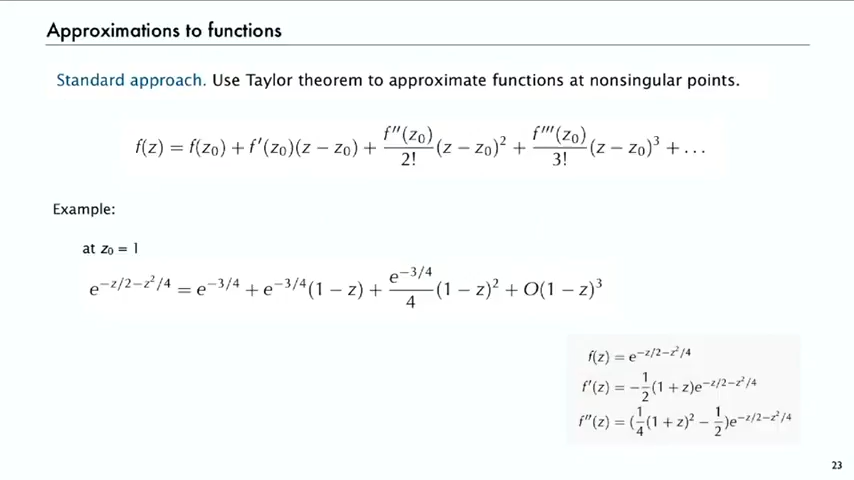 Approximations to functions
Standard approach. Use Taylor theorem to approximate functions at nonsingular points.
f(z) = f(z₀) + f′(z₀)(z − z₀) + f″(z₀)/2! (z − z₀)² + f‴(z₀)/3! (z − z₀)³ + . . .
Example:
at z₀ = 1
e^{−z/2−z²/4} = e^{−3/4} + e^{−3/4}(1 − z) + e^{−3/4}/4 (1 − z)² + O(1 − z)³
f(z) = e^{−z/2−z²/4}
f′(z) = −1/2 (1 + z)e^{−z/2−z²/4}
f″(z) = (1/4 (1 + z)² − 1/2)e^{−z/2−z²/4}
23